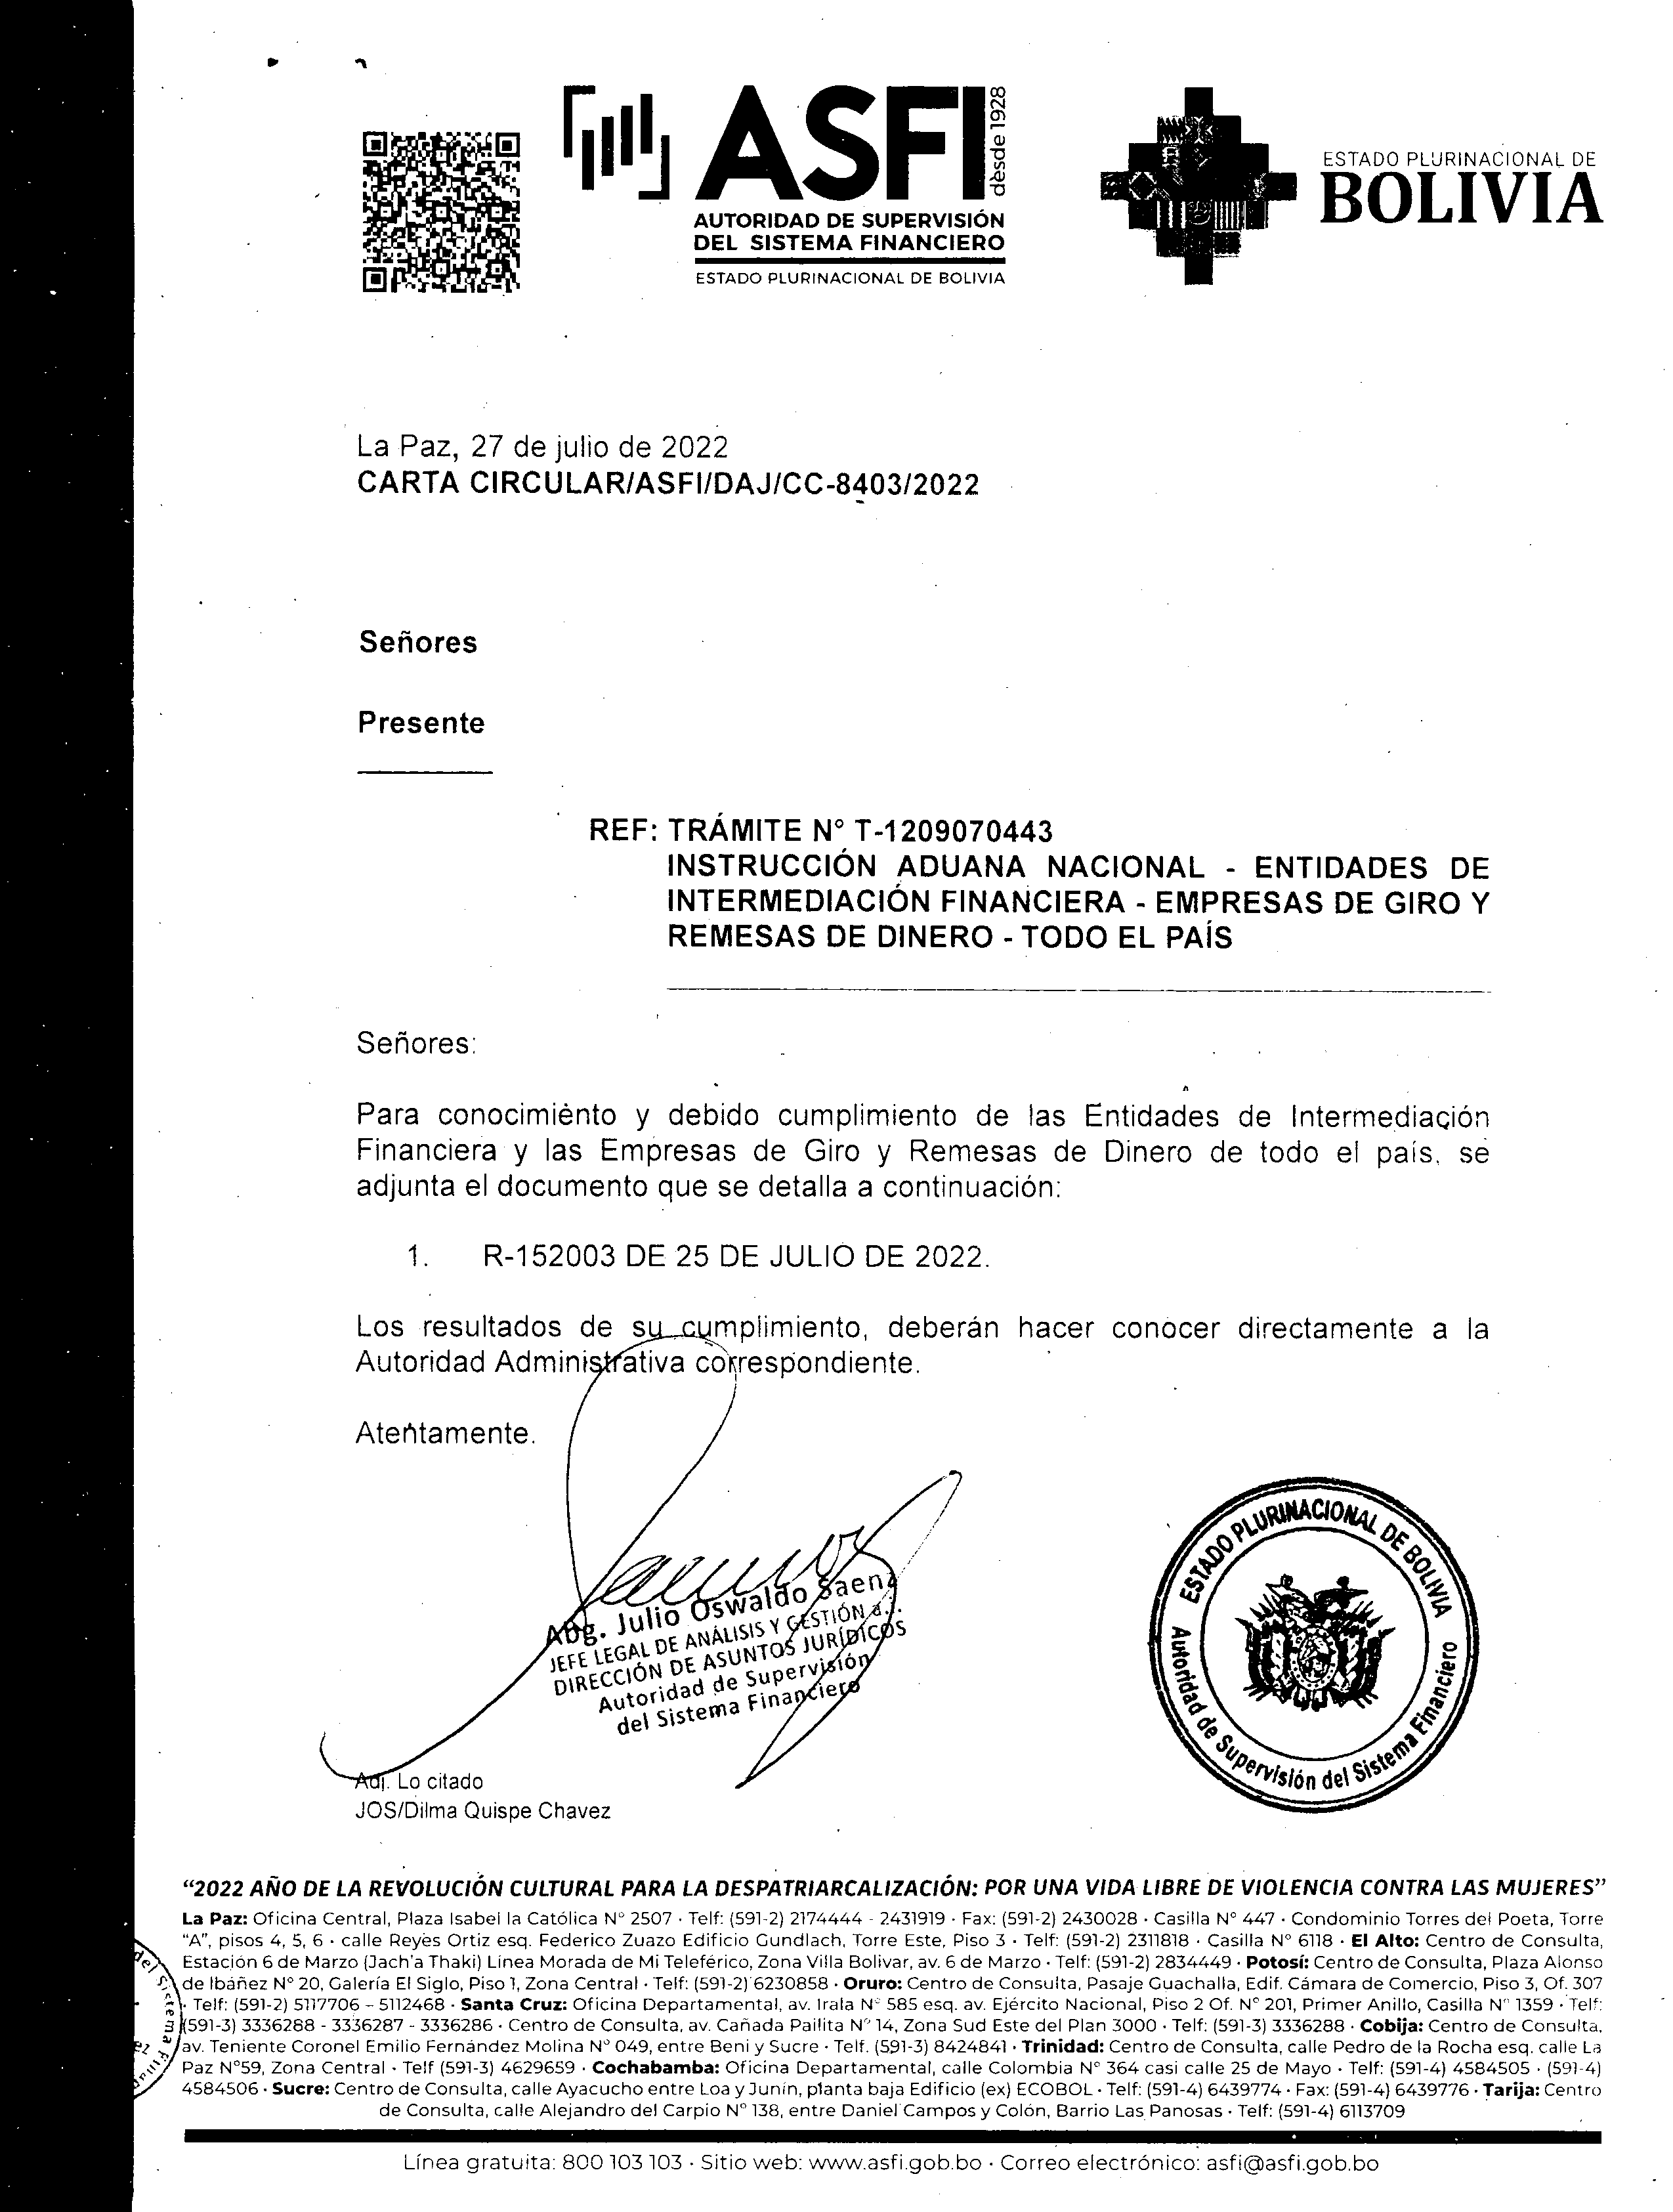 ASFI
desde 1928
AUTORIDAD DE SUPERVISIÓN
DEL SISTEMA FINANCIERO
ESTADO PLURINACIONAL DE BOLIVIA
ESTADO PLURINACIONAL DE
BOLIVIA
La Paz, 27 de julio de 2022
CARTA CIRCULAR/ASFI/DAJ/CC-8403/2022
Señores
Presente
REF: TRÁMITE N° T-1209070443
INSTRUCCIÓN ADUANA NACIONAL - ENTIDADES DE
INTERMEDIACIÓN FINANCIERA - EMPRESAS DE GIRO Y
REMESAS DE DINERO - TODO EL PAÍS
Señores:
Para conocimiento y debido cumplimiento de las Entidades de Intermediación
Financiera y las Empresas de Giro y Remesas de Dinero de todo el país, se
adjunta el documento que se detalla a continuación:
1. R-152003 DE 25 DE JULIO DE 2022.
Los resultados de su cumplimiento, deberán hacer conocer directamente a la
Autoridad Administrativa correspondiente.
Atentamente.
Abg. Julio Oswaldo Saenz
JEFE LEGAL DE ANÁLISIS Y GESTIÓN a.i.
DIRECCIÓN DE ASUNTOS JURÍDICOS
Autoridad de Supervisión
del Sistema Financiero
ESTADO PLURINACIONAL DE BOLIVIA
Autoridad de Supervisión del Sistema Financiero
Adj. Lo citado
JOS/Dilma Quispe Chavez
“2022 AÑO DE LA REVOLUCIÓN CULTURAL PARA LA DESPATRIARCALIZACIÓN: POR UNA VIDA LIBRE DE VIOLENCIA CONTRA LAS MUJERES”
La Paz: Oficina Central, Plaza Isabel la Católica N° 2507 · Telf: (591-2) 2174444 - 2431919 · Fax: (591-2) 2430028 · Casilla N° 447 · Condominio Torres del Poeta, Torre
“A”, pisos 4, 5, 6 · calle Reyes Ortiz esq. Federico Zuazo Edificio Gundlach, Torre Este, Piso 3 · Telf: (591-2) 2311818 · Casilla N° 6118 · El Alto: Centro de Consulta,
Estación 6 de Marzo (Jach'a Thaki) Línea Morada de Mi Teleférico, Zona Villa Bolivar, av. 6 de Marzo · Telf: (591-2) 2834449 · Potosí: Centro de Consulta, Plaza Alonso
de Ibáñez N° 20, Galería El Siglo, Piso 1, Zona Central · Telf: (591-2) 6230858 · Oruro: Centro de Consulta, Pasaje Guachalla, Edif. Cámara de Comercio, Piso 3, Of. 307
· Telf: (591-2) 5117706 – 5112468 · Santa Cruz: Oficina Departamental, av. Irala N° 585 esq. av. Ejército Nacional, Piso 2 Of. N° 201, Primer Anillo, Casilla N° 1359 · Telf:
(591-3) 3336288 - 3336287 - 3336286 · Centro de Consulta, av. Cañada Pailita N° 14, Zona Sud Este del Plan 3000 · Telf: (591-3) 3336288 · Cobija: Centro de Consulta,
av. Teniente Coronel Emilio Fernández Molina N° 049, entre Beni y Sucre · Telf. (591-3) 8424841 · Trinidad: Centro de Consulta, calle Pedro de la Rocha esq. calle La
Paz N°59, Zona Central · Telf (591-3) 4629659 · Cochabamba: Oficina Departamental, calle Colombia N° 364 casi calle 25 de Mayo · Telf: (591-4) 4584505 · (591-4)
4584506 · Sucre: Centro de Consulta, calle Ayacucho entre Loa y Junín, planta baja Edificio (ex) ECOBOL · Telf: (591-4) 6439774 · Fax: (591-4) 6439776 · Tarija: Centro
de Consulta, calle Alejandro del Carpio N° 138, entre Daniel Campos y Colón, Barrio Las Panosas · Telf: (591-4) 6113709
Línea gratuita: 800 103 103 · Sitio web: www.asfi.gob.bo · Correo electrónico: asfi@asfi.gob.bo